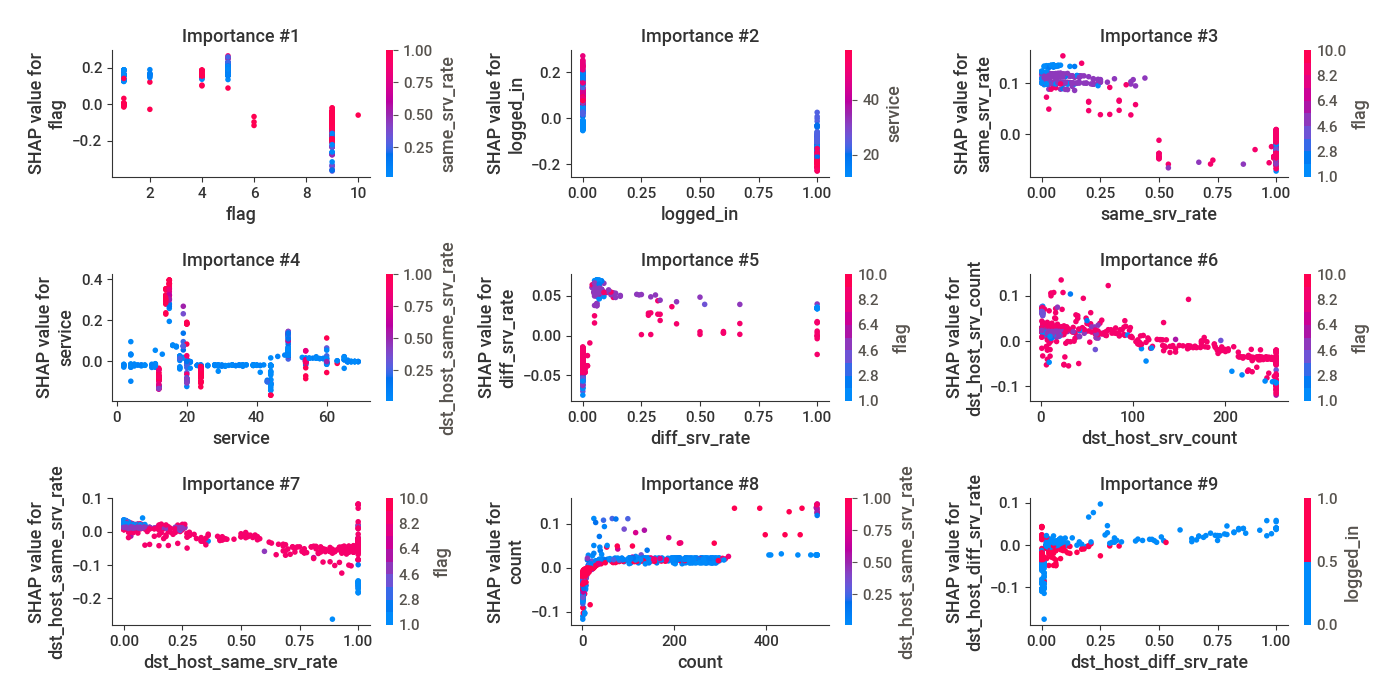 Importance #1
SHAP value for
flag
0.2
0.0
−0.2
2
4
6
8
10
flag
1.00
0.75
0.50
0.25
same_srv_rate
Importance #2
SHAP value for
logged_in
0.2
0.0
−0.2
0.00
0.25
0.50
0.75
1.00
logged_in
40
20
service
Importance #3
SHAP value for
same_srv_rate
0.1
0.0
0.00
0.25
0.50
0.75
1.00
same_srv_rate
10.0
8.2
6.4
4.6
2.8
1.0
flag
Importance #4
SHAP value for
service
0.4
0.2
0.0
0
20
40
60
service
1.00
0.75
0.50
0.25
dst_host_same_srv_rate
Importance #5
SHAP value for
diff_srv_rate
0.05
0.00
−0.05
0.00
0.25
0.50
0.75
1.00
diff_srv_rate
10.0
8.2
6.4
4.6
2.8
1.0
flag
Importance #6
SHAP value for
dst_host_srv_count
0.1
0.0
−0.1
0
100
200
dst_host_srv_count
10.0
8.2
6.4
4.6
2.8
1.0
flag
Importance #7
SHAP value for
dst_host_same_srv_rate
0.1
0.0
−0.1
−0.2
0.00
0.25
0.50
0.75
1.00
dst_host_same_srv_rate
10.0
8.2
6.4
4.6
2.8
1.0
flag
Importance #8
SHAP value for
count
0.1
0.0
−0.1
0
200
400
count
1.00
0.75
0.50
0.25
dst_host_same_srv_rate
Importance #9
SHAP value for
dst_host_diff_srv_rate
0.1
0.0
−0.1
0.00
0.25
0.50
0.75
1.00
dst_host_diff_srv_rate
1.0
0.5
0.0
logged_in